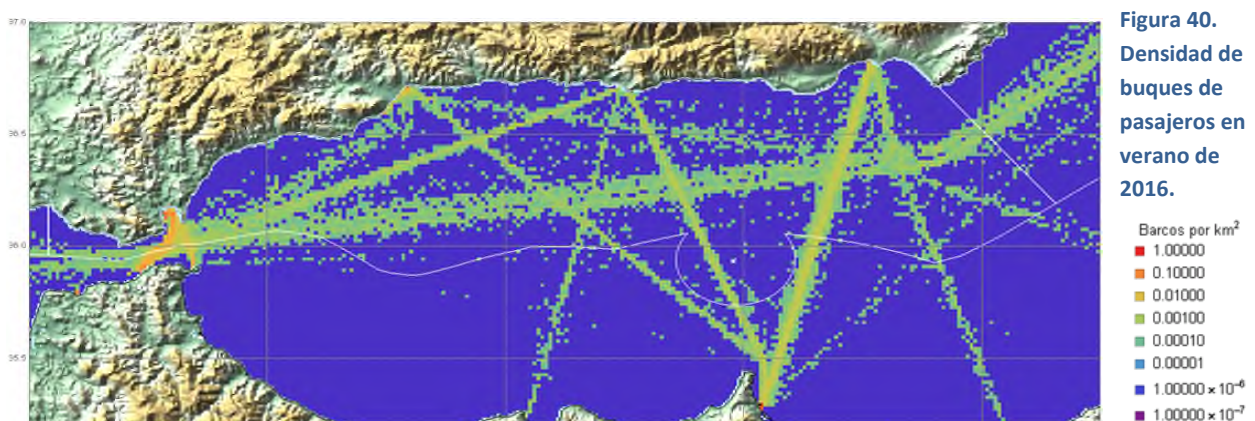 97.0
36.5
36.0
35.5
Figura 40.
Densidad de
buques de
pasajeros en
verano de
2016.
Barcos por km²
1.00000
0.10000
0.01000
0.00100
0.00010
0.00001
1.00000 × 10⁻⁶
1.00000 × 10⁻⁷